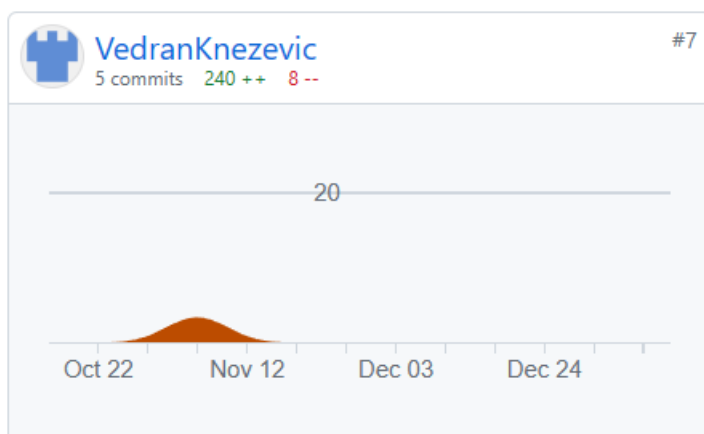 VedranKnezevic
#7
5 commits 240 ++ 8 --
20
Oct 22 Nov 12 Dec 03 Dec 24